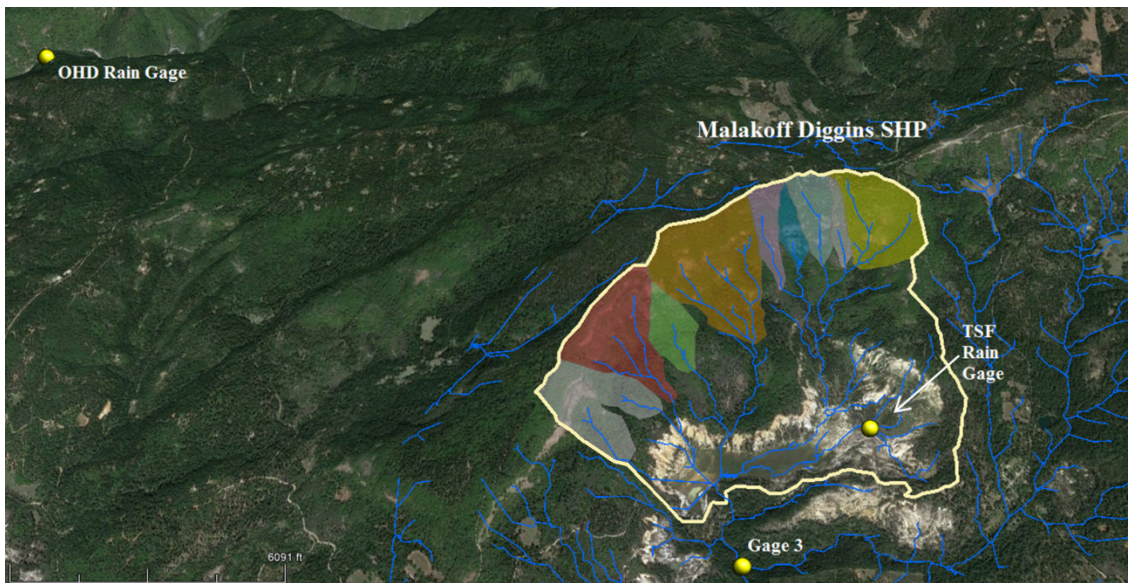 OHD Rain Gage
Malakoff Diggins SHP
TSF
Rain
Gage
Gage 3
6091 ft